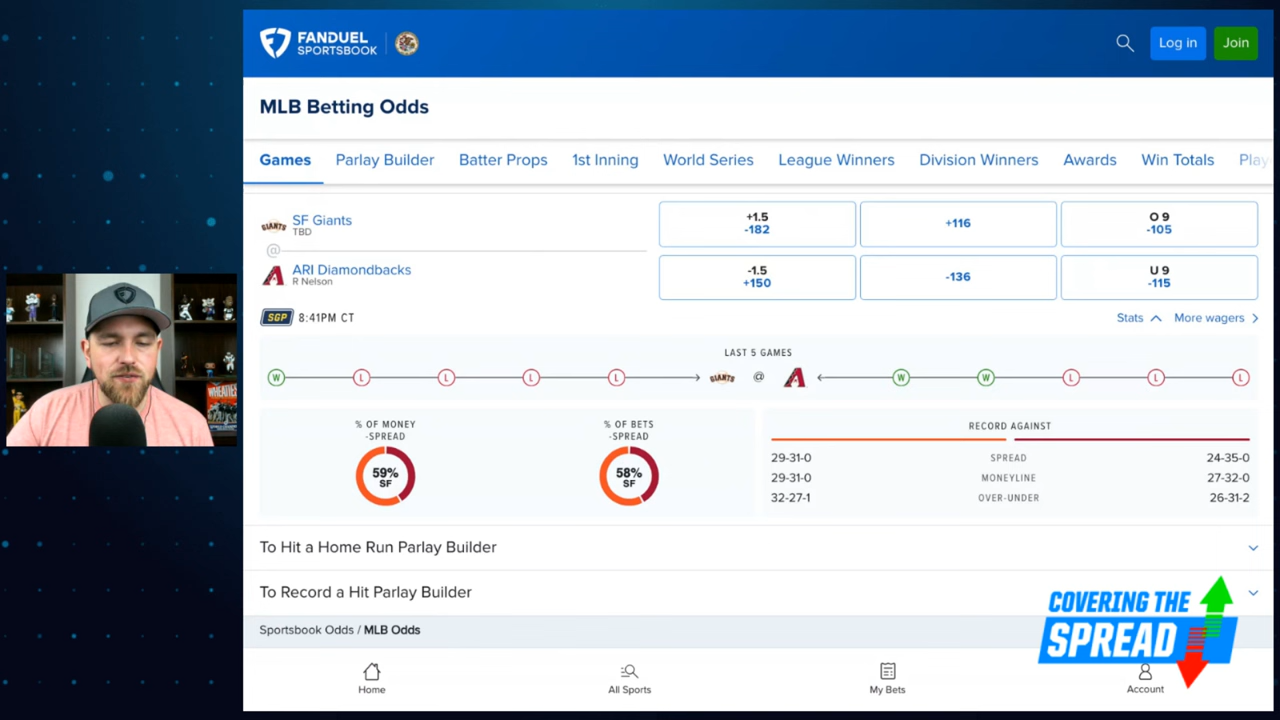 FANDUEL
SPORTSBOOK
Log in
Join
MLB Betting Odds
Games Parlay Builder Batter Props 1st Inning World Series League Winners Division Winners Awards Win Totals Play
SF Giants
TBD
@
ARI Diamondbacks
R Nelson
+1.5
-182
+116
O 9
-105
-1.5
+150
-136
U 9
-115
SGP 8:41PM CT
Stats More wagers
LAST 5 GAMES
W L L L L GIANTS @ A W W L L L
% OF MONEY
-SPREAD
59%
SF
% OF BETS
-SPREAD
58%
SF
RECORD AGAINST
29-31-0 SPREAD 24-35-0
29-31-0 MONEYLINE 27-32-0
32-27-1 OVER-UNDER 26-31-2
To Hit a Home Run Parlay Builder
To Record a Hit Parlay Builder
Sportsbook Odds / MLB Odds
Home
All Sports
My Bets
Account
COVERING THE
SPREAD
WHEATIES